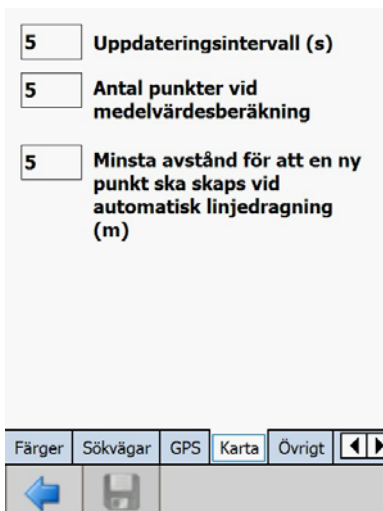 5 Uppdateringsintervall (s)
5 Antal punkter vid
medelvärdesberäkning
5 Minsta avstånd för att en ny
punkt ska skaps vid
automatisk linjedragning
(m)
Färger Sökvägar GPS Karta Övrigt